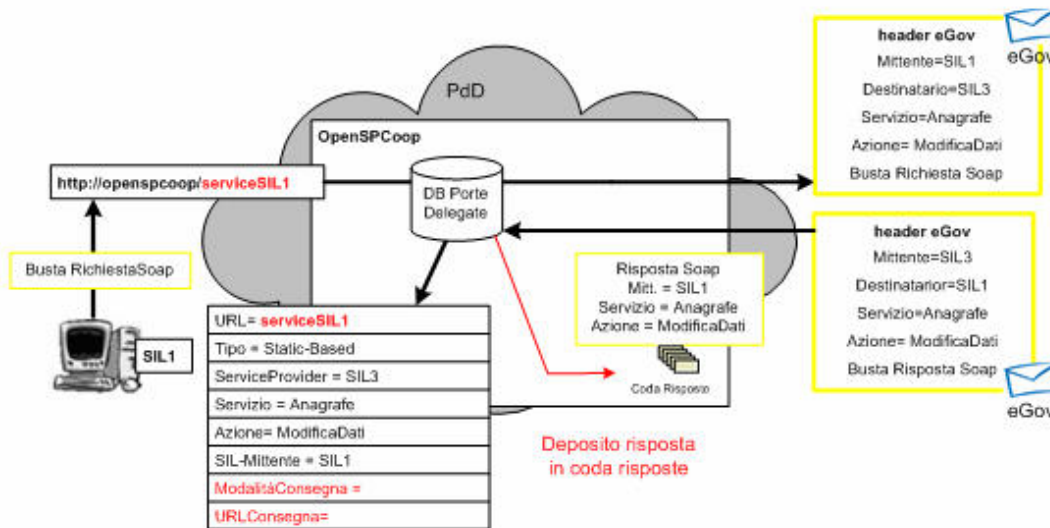 PdD
OpenSPCoop
http://openspcoop/serviceSIL1
DB Porte
Delegate
Busta RichiestaSoap
SIL1
URL= serviceSIL1
Tipo = Static-Based
ServiceProvider = SIL3
Servizio = Anagrafe
Azione= ModificaDati
SIL-Mittente = SIL1
ModalitàConsegna =
URLConsegna=
Risposta Soap
Mitt. = SIL1
Servizio = Anagrafe
Azione = ModificaDati
Coda Risposte
Deposito risposta
in coda risposte
header eGov
Mittente=SIL1
Destinatario=SIL3
Servizio=Anagrafe
Azione= ModificaDati
Busta Richiesta Soap
eGov
header eGov
Mittente=SIL3
Destinatarior=SIL1
Servizio=Anagrafe
Azione= ModificaDati
Busta Risposta Soap
eGov